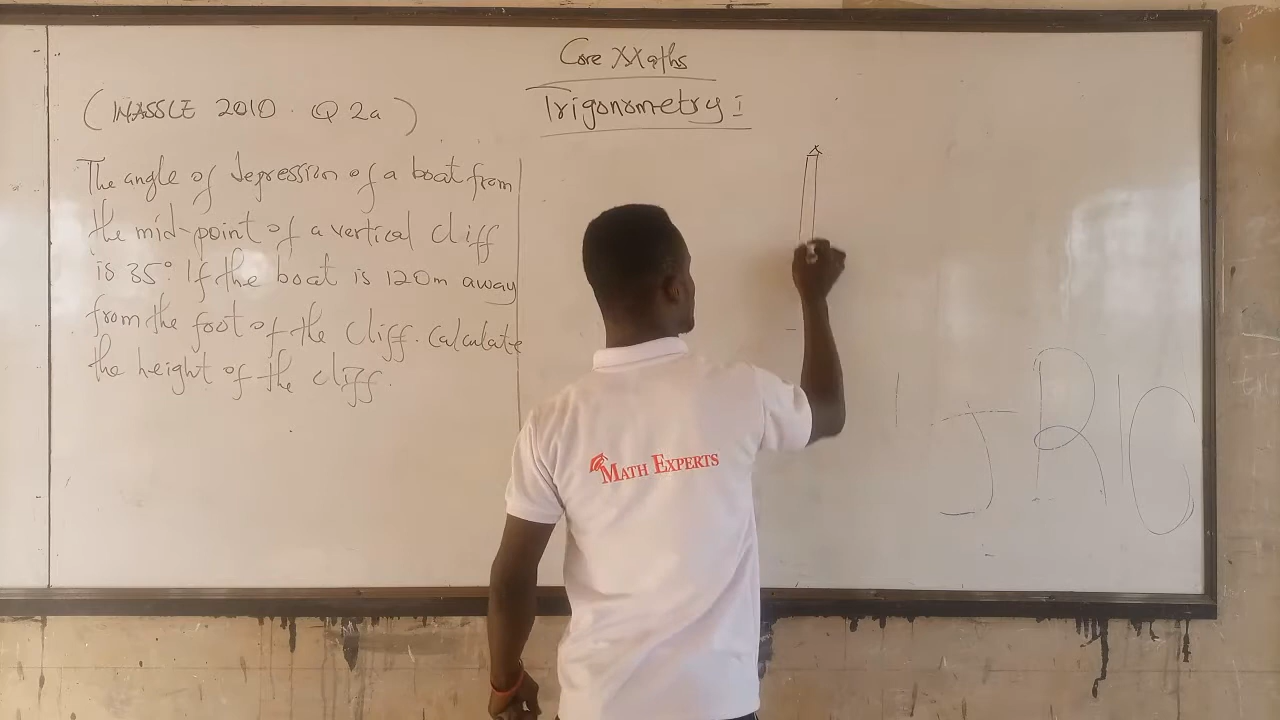 Core Maths
Trigonometry I
(WASSCE 2010. Q 2a)
The angle of depression of a boat from
the mid-point of a vertical cliff
is 35°. If the boat is 120m away
from the foot of the cliff. calculate
the height of the cliff.
MATH EXPERTS